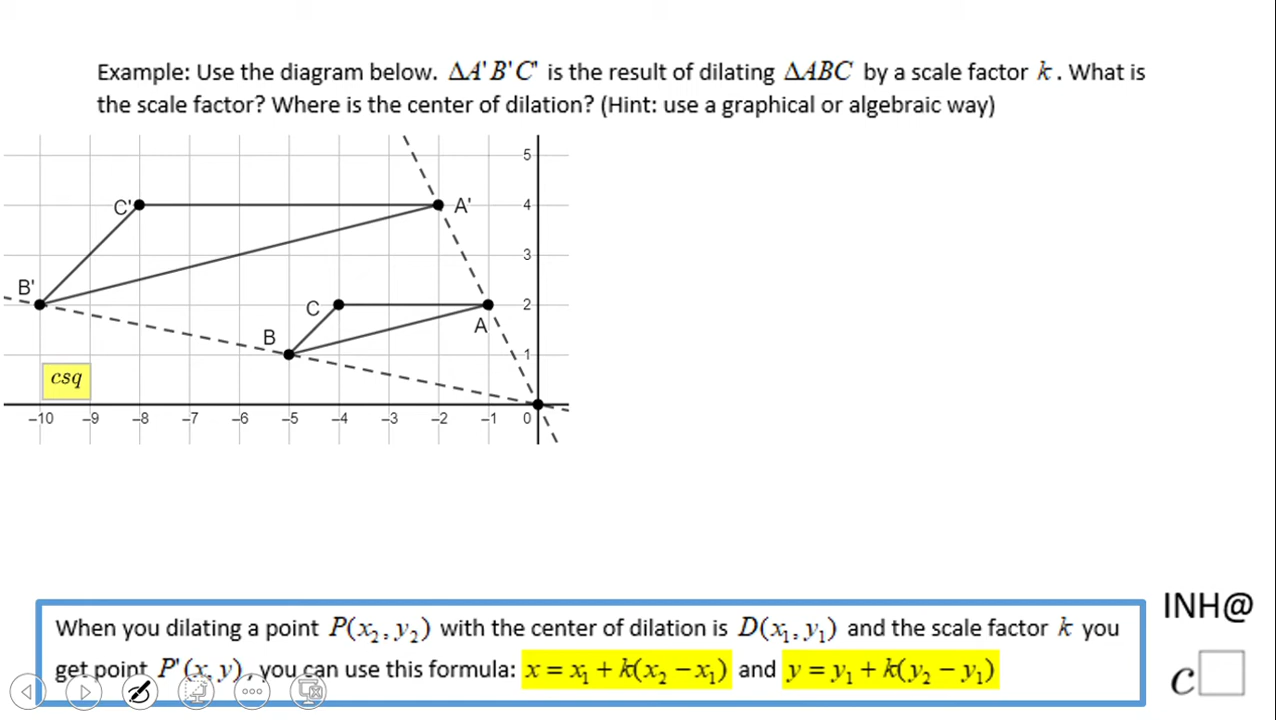 Example: Use the diagram below. ΔA'B'C' is the result of dilating ΔABC by a scale factor k. What is
the scale factor? Where is the center of dilation? (Hint: use a graphical or algebraic way)
5
C' A' 4
3
B' C 2
A
B 1
csq
–10 –9 –8 –7 –6 –5 –4 –3 –2 –1 0
INH@
When you dilating a point P(x₂, y₂) with the center of dilation is D(x₁, y₁) and the scale factor k you
get point P'(x, y), you can use this formula: x = x₁ + k(x₂ – x₁) and y = y₁ + k(y₂ – y₁)
c